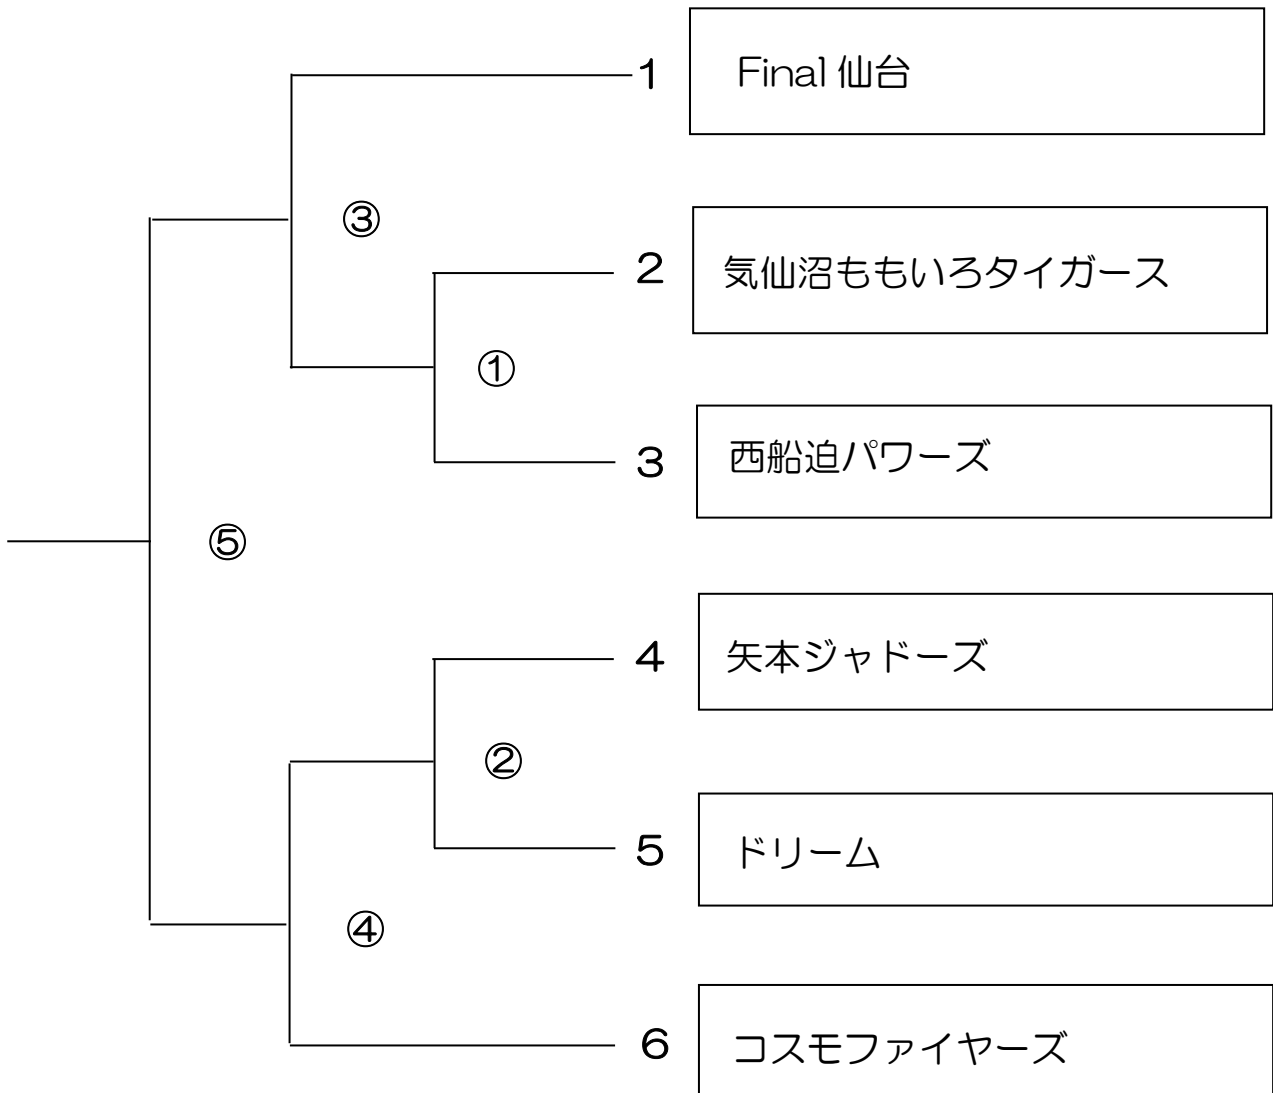 1 Final 仙台
③
2 気仙沼ももいろタイガース
①
3 西船迫パワーズ
⑤
4 矢本ジャドーズ
②
5 ドリーム
④
6 コスモファイヤーズ